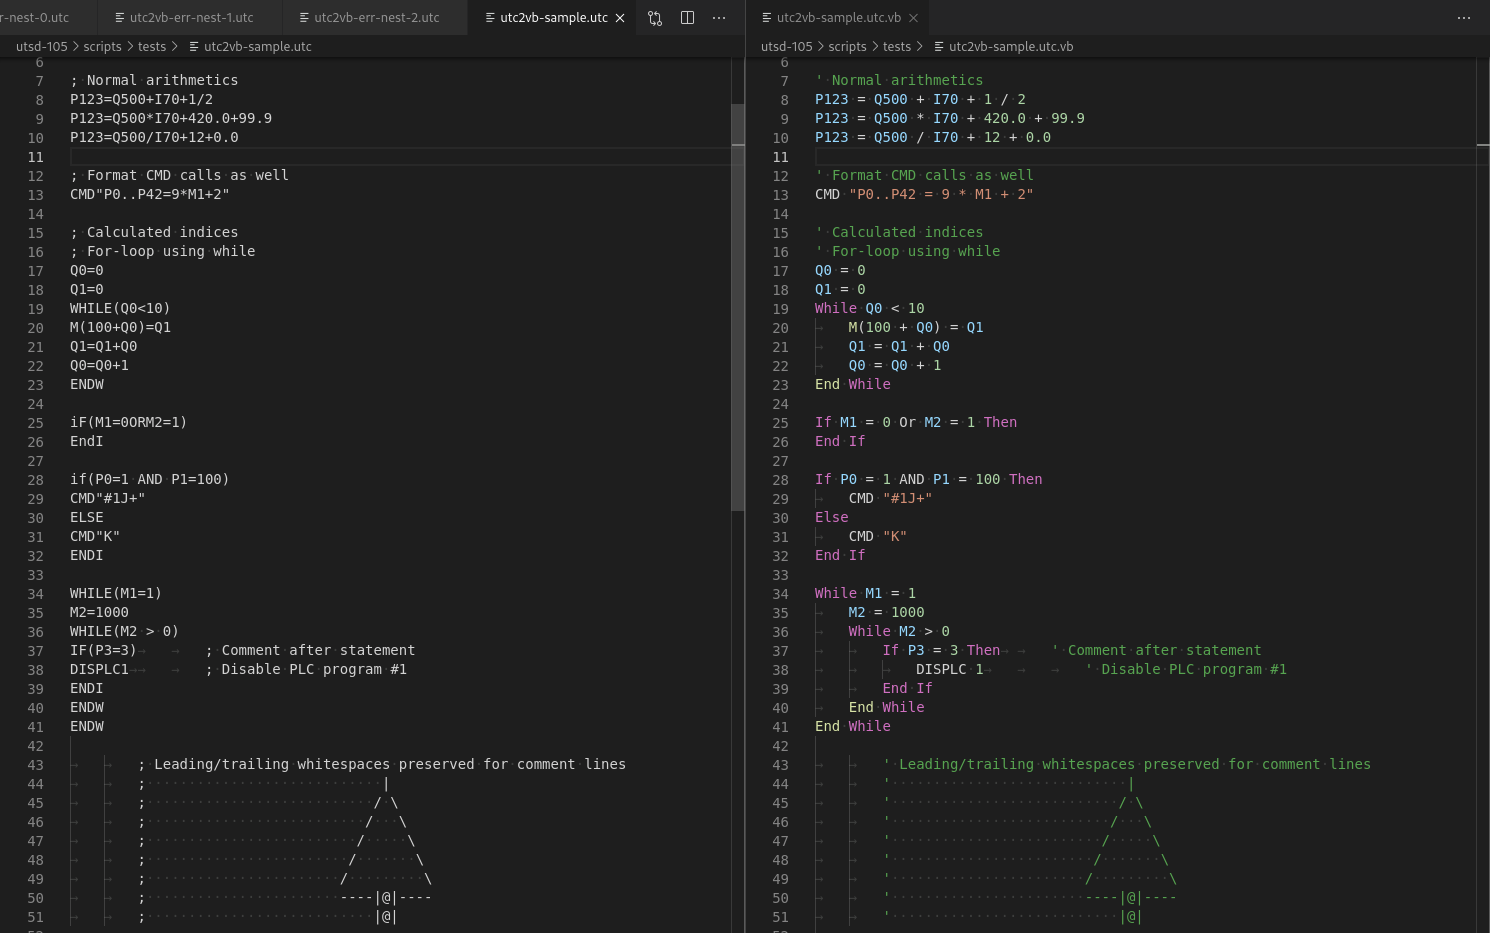 r-nest-0.utc utc2vb-err-nest-1.utc utc2vb-err-nest-2.utc utc2vb-sample.utc
utsd-105 > scripts > tests > utc2vb-sample.utc
6
7 ; Normal arithmetics
8 P123=Q500+I70+1/2
9 P123=Q500*I70+420.0+99.9
10 P123=Q500/I70+12+0.0
11
12 ; Format CMD calls as well
13 CMD"P0..P42=9*M1+2"
14
15 ; Calculated indices
16 ; For-loop using while
17 Q0=0
18 Q1=0
19 WHILE(Q0<10)
20 M(100+Q0)=Q1
21 Q1=Q1+Q0
22 Q0=Q0+1
23 ENDW
24
25 iF(M1=0ORM2=1)
26 EndI
27
28 if(P0=1 AND P1=100)
29 CMD"#1J+"
30 ELSE
31 CMD"K"
32 ENDI
33
34 WHILE(M1=1)
35 M2=1000
36 WHILE(M2 > 0)
37 IF(P3=3) ; Comment after statement
38 DISPLC1 ; Disable PLC program #1
39 ENDI
40 ENDW
41 ENDW
42
43 ; Leading/trailing whitespaces preserved for comment lines
44 ; |
45 ; / \
46 ; / \
47 ; / \
48 ; / \
49 ; / \
50 ; ----|@|----
51 ; |@|
utc2vb-sample.utc.vb
utsd-105 > scripts > tests > utc2vb-sample.utc.vb
6
7 ' Normal arithmetics
8 P123 = Q500 + I70 + 1 / 2
9 P123 = Q500 * I70 + 420.0 + 99.9
10 P123 = Q500 / I70 + 12 + 0.0
11
12 ' Format CMD calls as well
13 CMD "P0..P42 = 9 * M1 + 2"
14
15 ' Calculated indices
16 ' For-loop using while
17 Q0 = 0
18 Q1 = 0
19 While Q0 < 10
20 M(100 + Q0) = Q1
21 Q1 = Q1 + Q0
22 Q0 = Q0 + 1
23 End While
24
25 If M1 = 0 Or M2 = 1 Then
26 End If
27
28 If P0 = 1 AND P1 = 100 Then
29 CMD "#1J+"
30 Else
31 CMD "K"
32 End If
33
34 While M1 = 1
35 M2 = 1000
36 While M2 > 0
37 If P3 = 3 Then ' Comment after statement
38 DISPLC 1 ' Disable PLC program #1
39 End If
40 End While
41 End While
42
43 ' Leading/trailing whitespaces preserved for comment lines
44 ' |
45 ' / \
46 ' / \
47 ' / \
48 ' / \
49 ' / \
50 ' ----|@|----
51 ' |@|